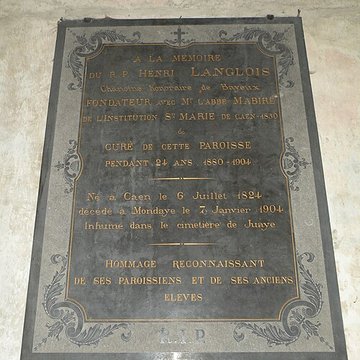 A LA MEMOIRE
DU R.P. HENRI LANGLOIS
Chanoine honoraire de Bayeux
FONDATEUR AVEC Mr L'ABBÉ MABIRE
DE L'INSTITUTION Ste MARIE DE CAEN-1850
de
CURÉ DE CETTE PAROISSE
PENDANT 24 ANS 1880-1904
Né à Caen le 6 Juillet 1824
décédé à Mondaye le 7 Janvier 1904
Inhumé dans le cimetière de Juaye
HOMMAGE RECONNAISSANT
DE SES PAROISSIENS ET DE SES ANCIENS
ELEVES
R.I.P.